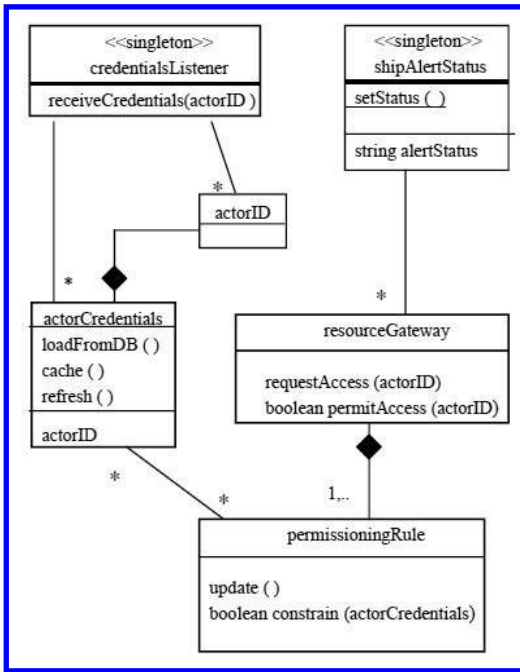 <<singleton>>
credentialsListener
receiveCredentials(actorID )
<<singleton>>
shipAlertStatus
setStatus ( )
string alertStatus
*
actorID
*
actorCredentials
loadFromDB ( )
cache ( )
refresh ( )
actorID
*
resourceGateway
requestAccess (actorID)
boolean permitAccess (actorID)
*
*
1,..
permissioningRule
update ( )
boolean constrain (actorCredentials)